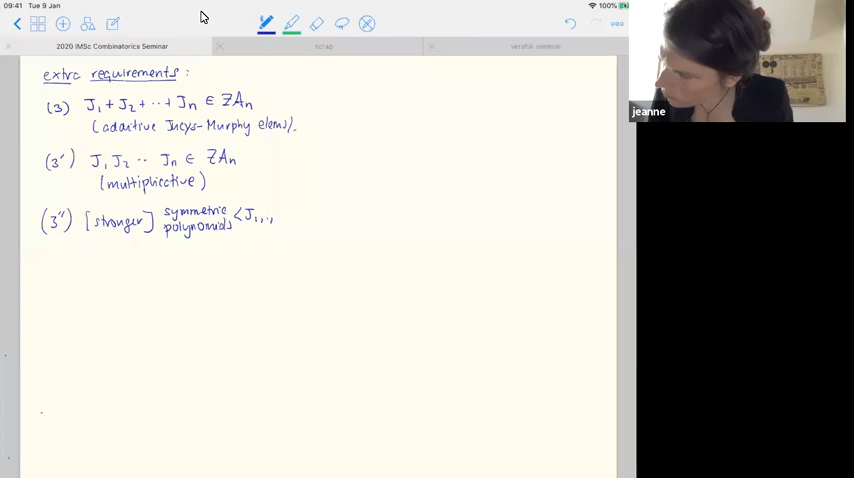 09:41 Tue 9 Jan
100%
2020 IMSc Combinatorics Seminar
scrap
vershik seminar
extra requirements :
(3) J₁ + J₂ + ... + Jₙ ∈ ZAₙ
(additive Jucys-Murphy elems).
(3') J₁ J₂ ... Jₙ ∈ ZAₙ
(multiplicative)
(3'') [stronger] symmetric
polynomials < J₁,..,
jeanne